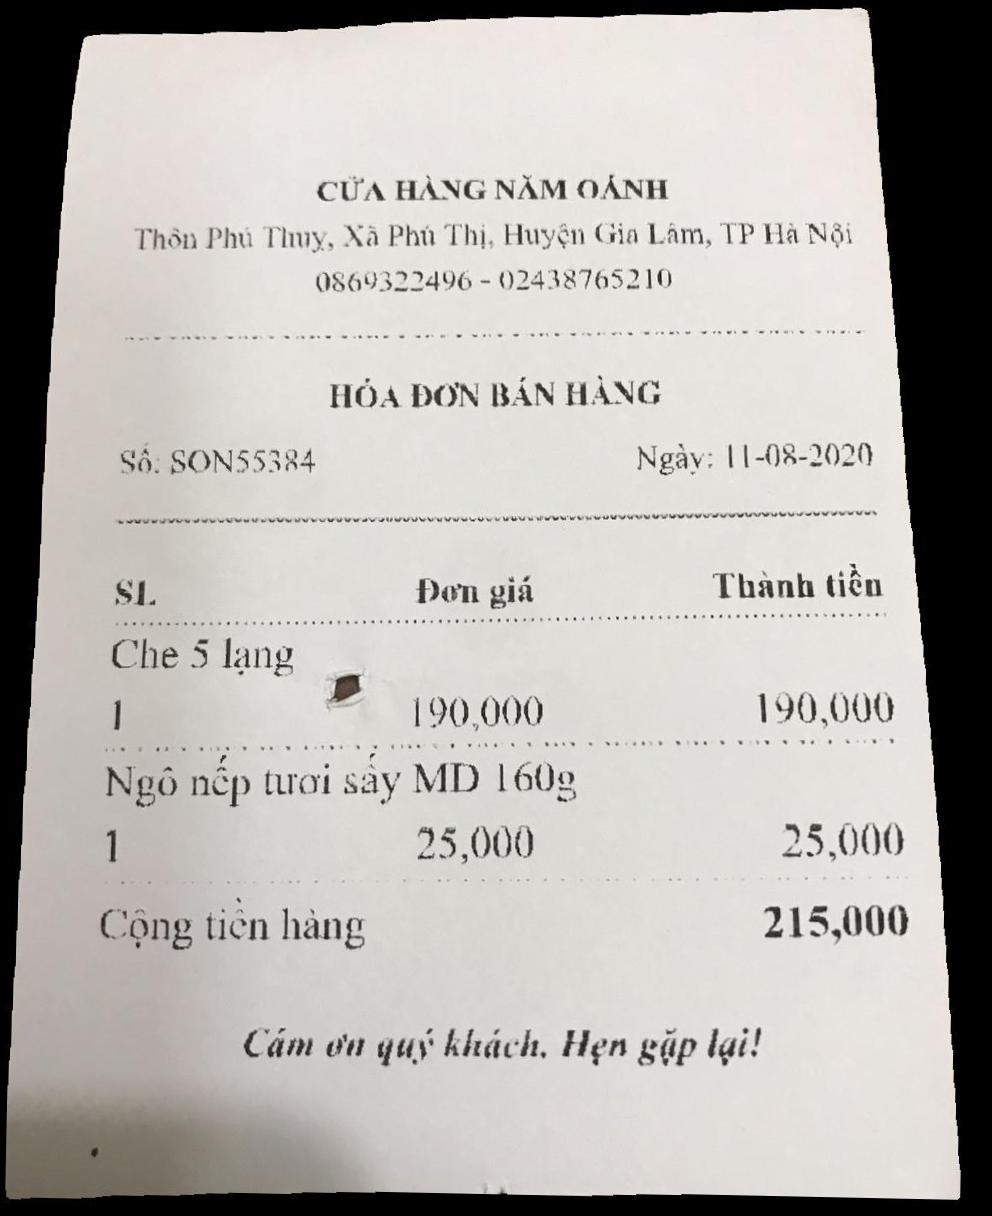 CỬA HÀNG NĂM OÁNH
Thôn Phú Thuỵ, Xã Phú Thị, Huyện Gia Lâm, TP Hà Nội
0869322496 - 02438765210
HÓA ĐƠN BÁN HÀNG
Số: SON55384 Ngày: 11-08-2020
SL Đơn giá Thành tiền
Che 5 lạng
1 190,000 190,000
Ngô nếp tươi sấy MD 160g
1 25,000 25,000
Cộng tiền hàng 215,000
Cám ơn quý khách. Hẹn gặp lại!